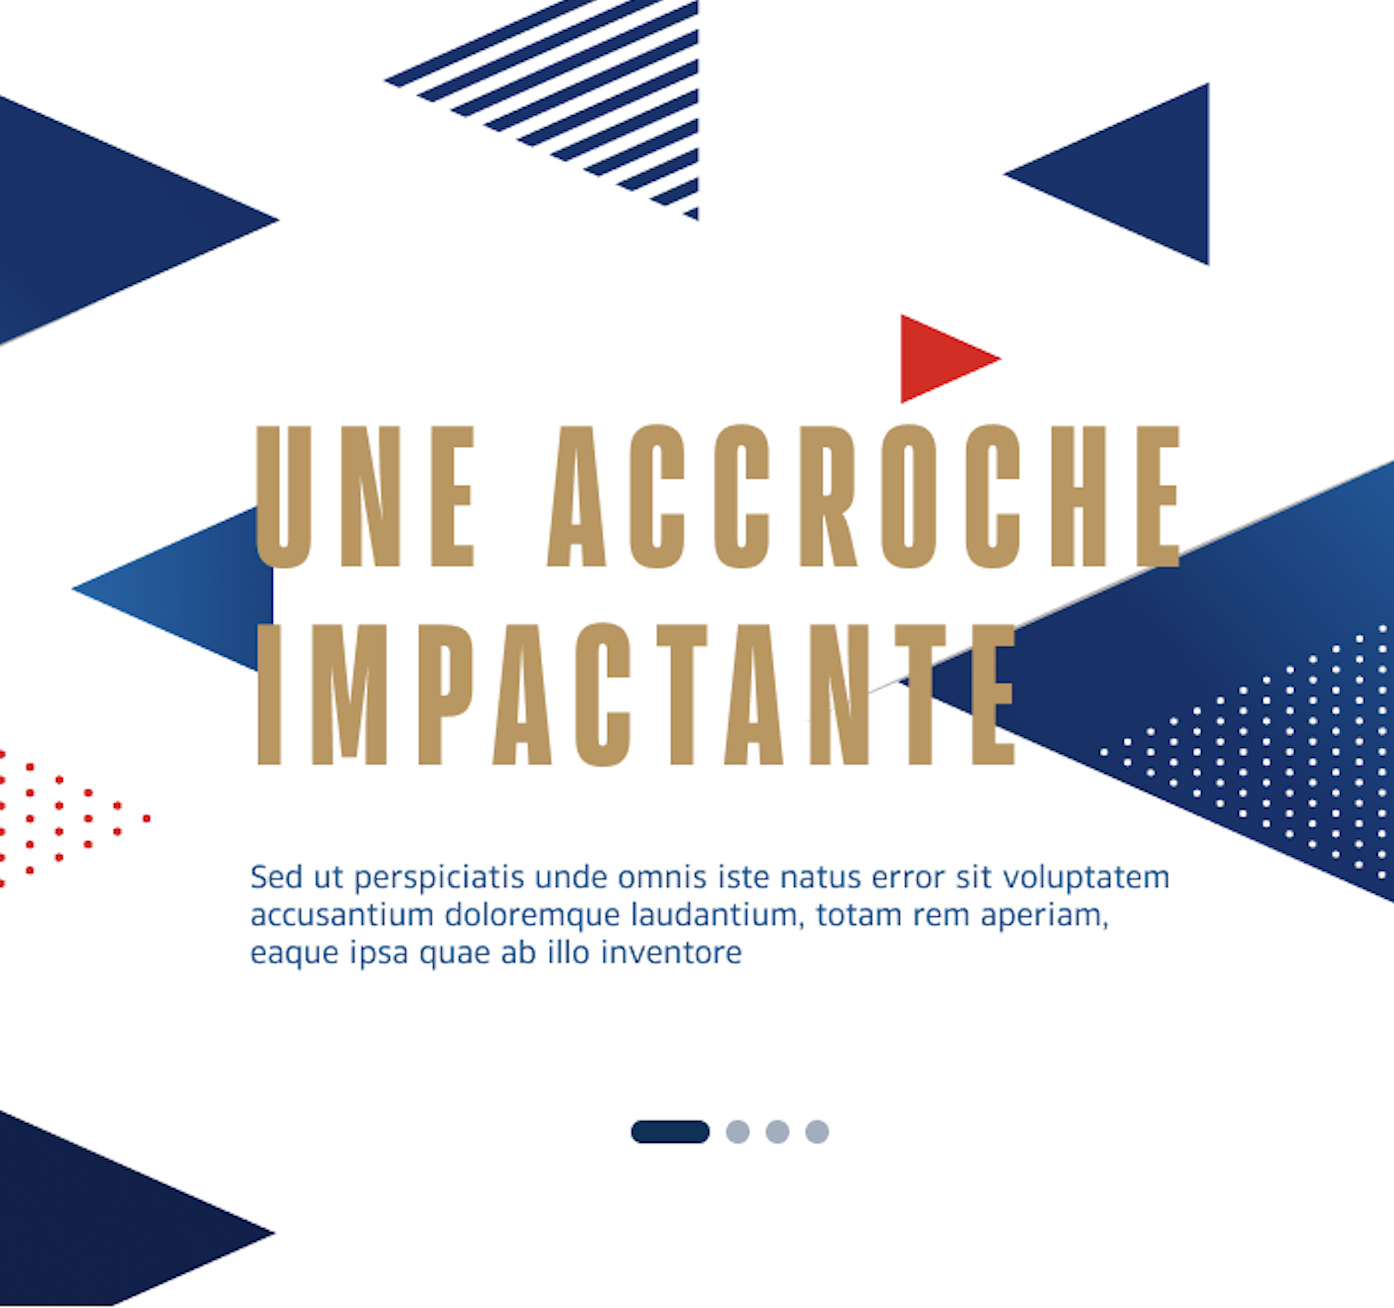 UNE ACCROCHE
IMPACTANTE
Sed ut perspiciatis unde omnis iste natus error sit voluptatem
accusantium doloremque laudantium, totam rem aperiam,
eaque ipsa quae ab illo inventore